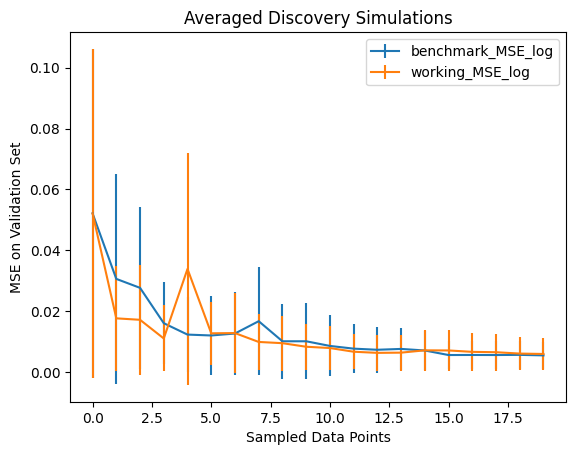 Averaged Discovery Simulations
benchmark_MSE_log
working_MSE_log
MSE on Validation Set
0.10
0.08
0.06
0.04
0.02
0.00
0.0 2.5 5.0 7.5 10.0 12.5 15.0 17.5
Sampled Data Points